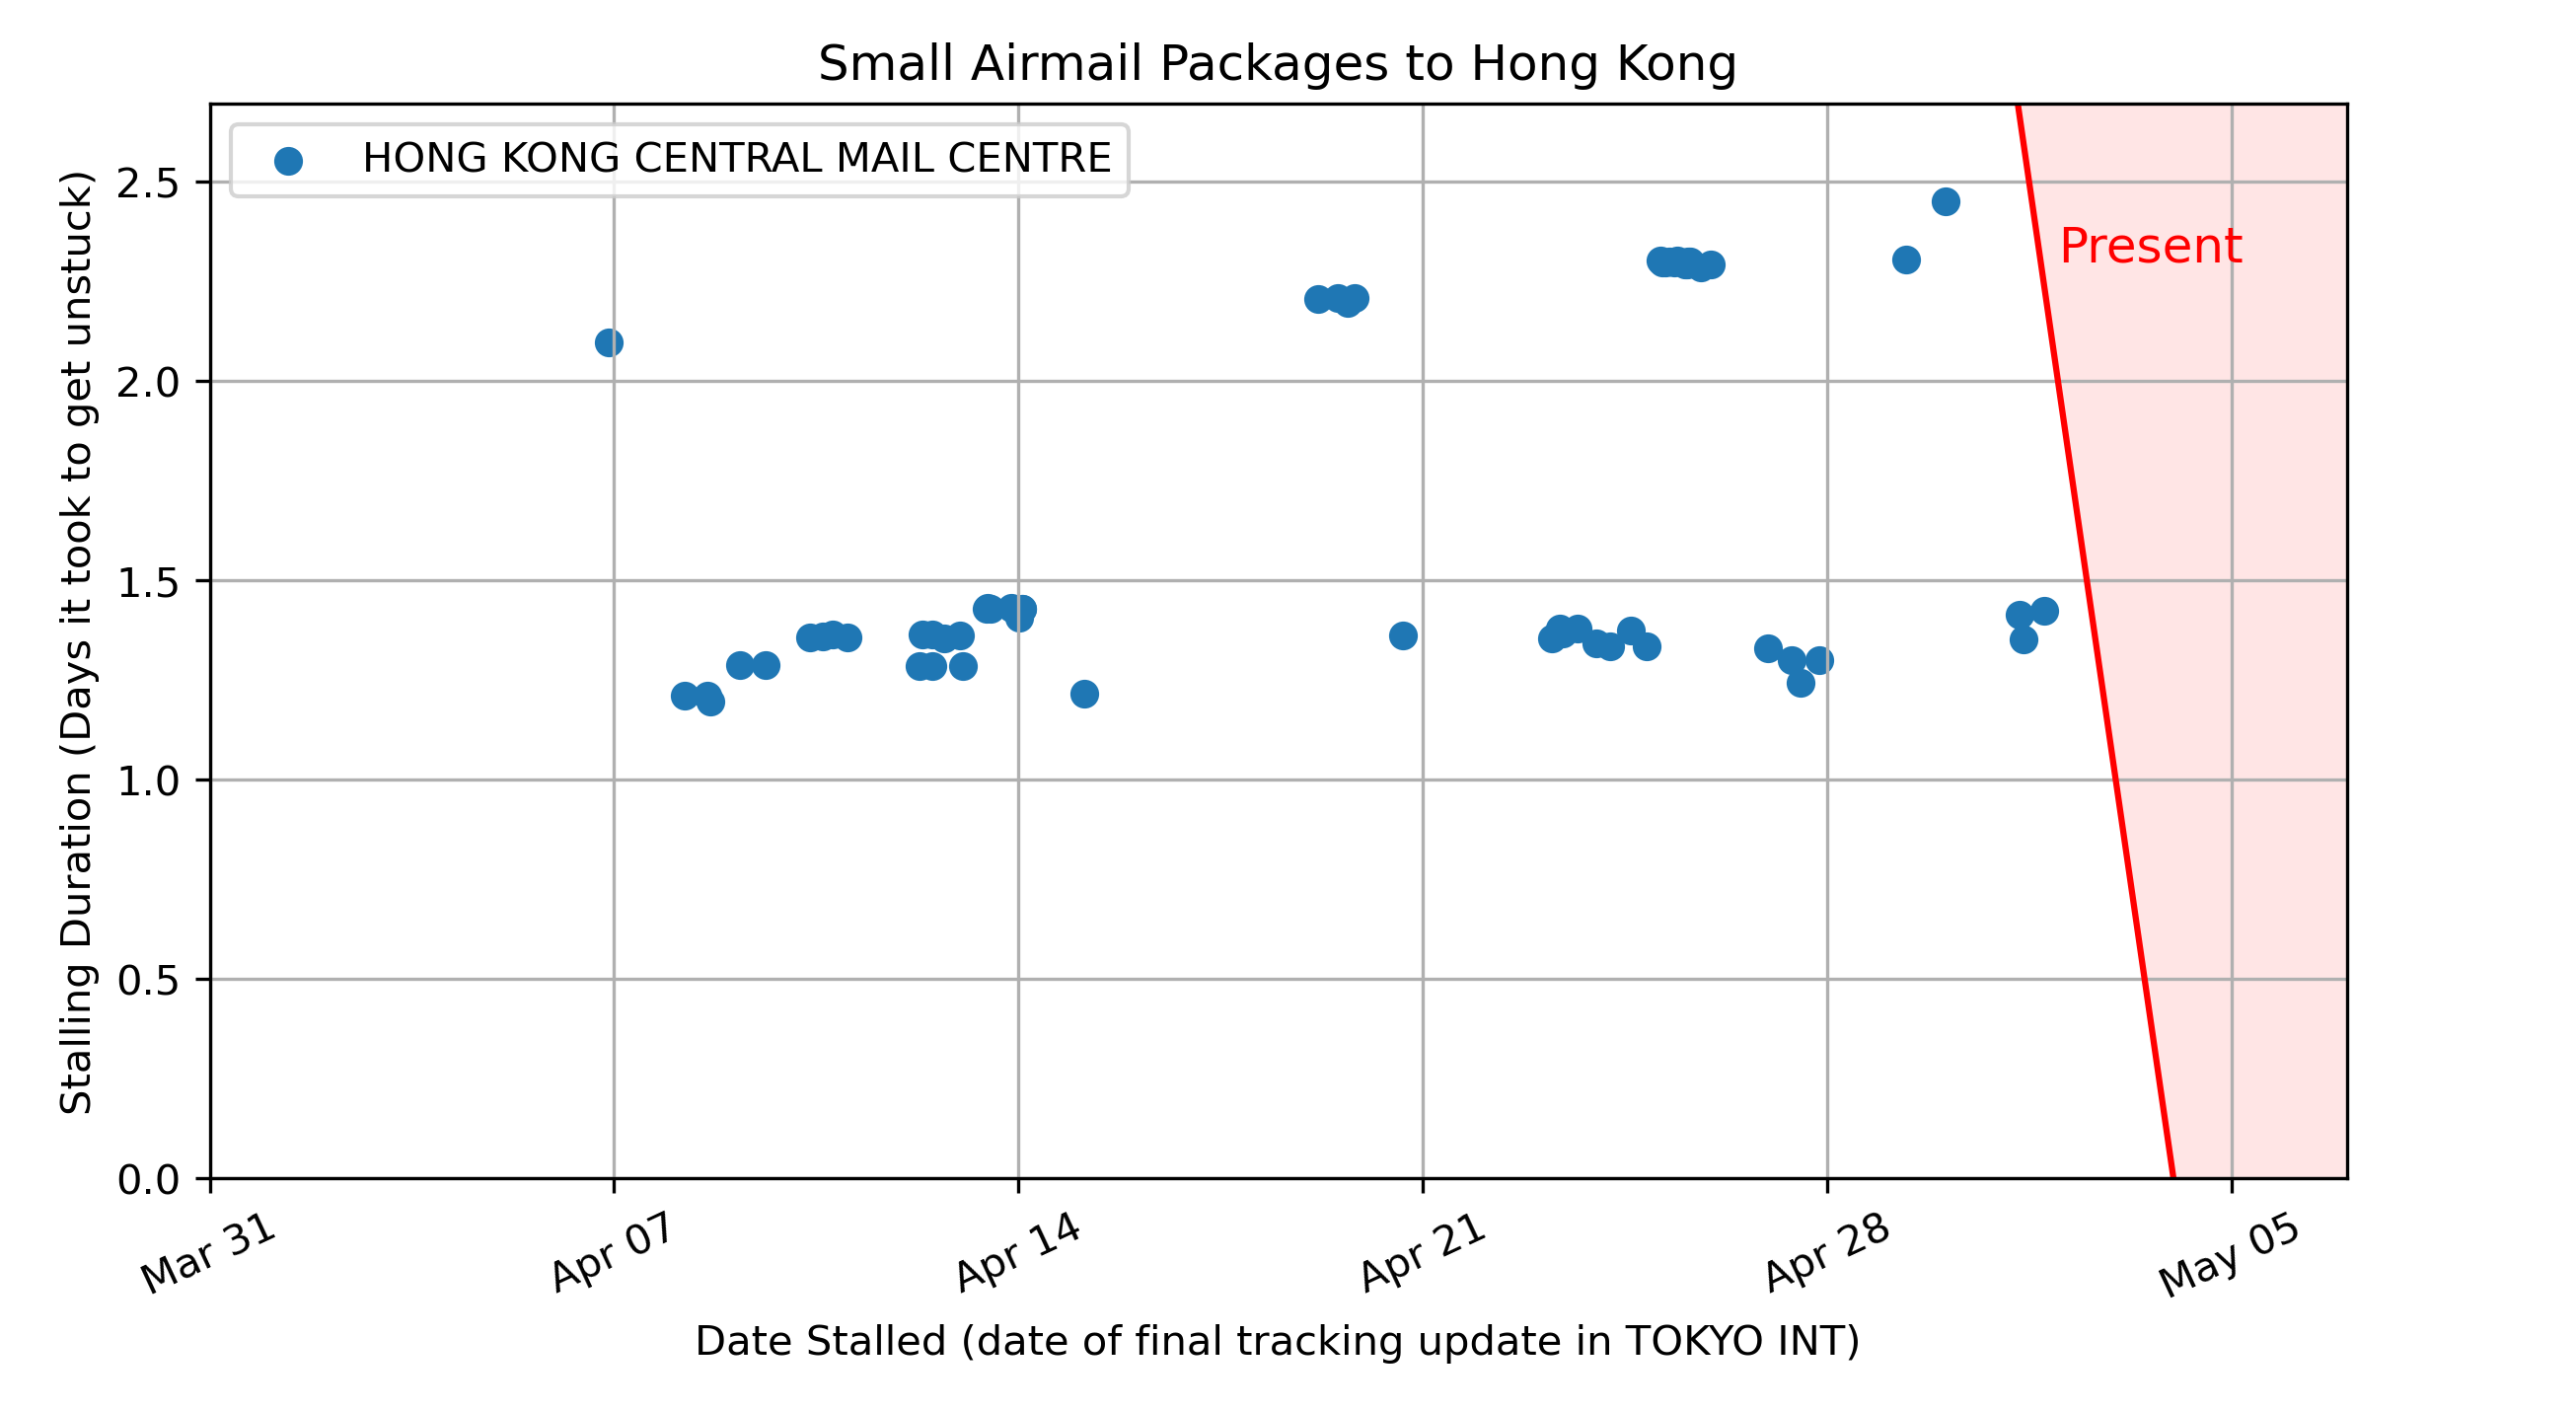 Small Airmail Packages to Hong Kong
HONG KONG CENTRAL MAIL CENTRE
Present
Stalling Duration (Days it took to get unstuck)
2.5
2.0
1.5
1.0
0.5
0.0
Mar 31
Apr 07
Apr 14
Apr 21
Apr 28
May 05
Date Stalled (date of final tracking update in TOKYO INT)